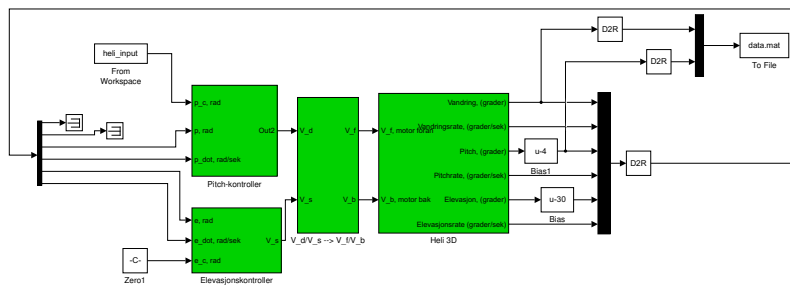 D2R
D2R
data.mat
To File
heli_input
From
Workspace
p_c, rad
p, rad
p_dot, rad/sek
Out2
Pitch-kontroller
e, rad
e_dot, rad/sek
e_c, rad
V_s
Elevasjonskontroller
-C-
Zero1
V_d
V_s
V_f
V_b
V_d/V_s --> V_f/V_b
V_f, motor foran
V_b, motor bak
Vandring, (grader)
Vandringsrate, (grader/sek)
Pitch, (grader)
Pitchrate, (grader/sek)
Elevasjon, (grader)
Elevasjonsrate (grader/sek)
Heli 3D
u-4
Bias1
u-30
Bias
D2R